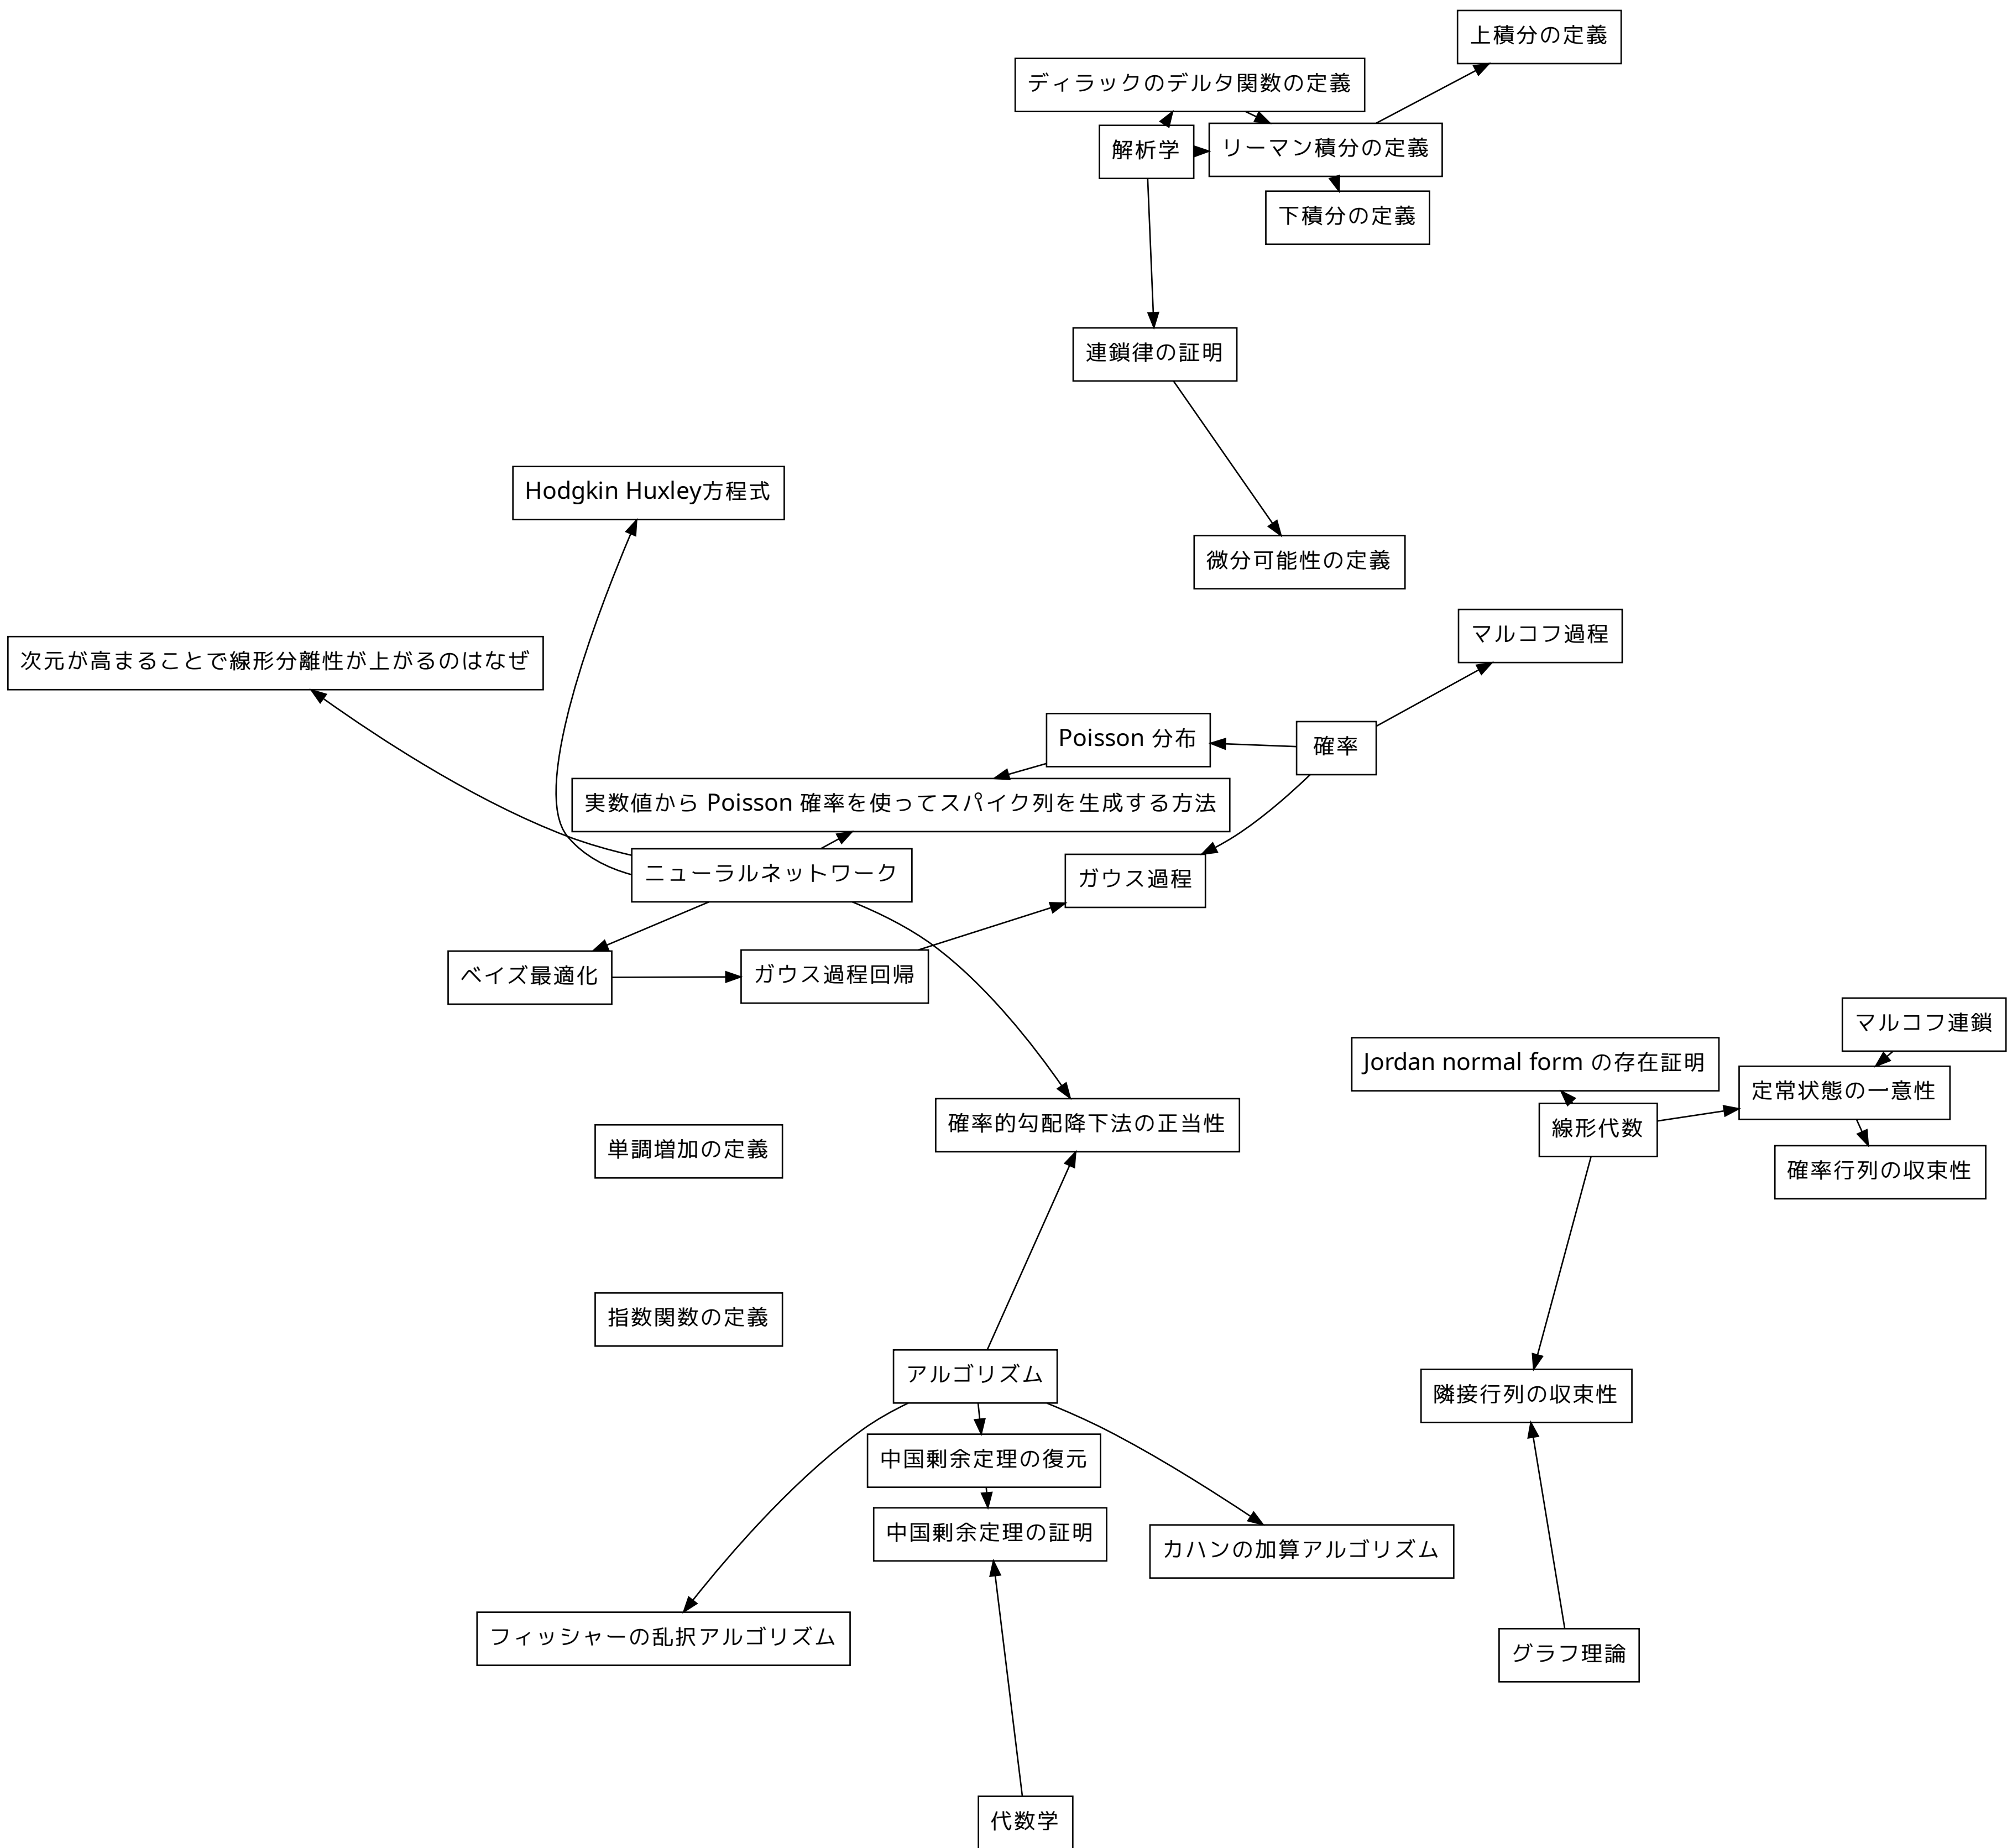 上積分の定義
ディラックのデルタ関数の定義
解析学
リーマン積分の定義
下積分の定義
連鎖律の証明
Hodgkin Huxley方程式
微分可能性の定義
マルコフ過程
次元が高まることで線形分離性が上がるのはなぜ
Poisson 分布
確率
実数値から Poisson 確率を使ってスパイク列を生成する方法
ニューラルネットワーク
ガウス過程
ベイズ最適化
ガウス過程回帰
マルコフ連鎖
Jordan normal form の存在証明
定常状態の一意性
線形代数
確率的勾配降下法の正当性
単調増加の定義
確率行列の収束性
指数関数の定義
アルゴリズム
隣接行列の収束性
中国剰余定理の復元
中国剰余定理の証明
カハンの加算アルゴリズム
フィッシャーの乱択アルゴリズム
グラフ理論
代数学